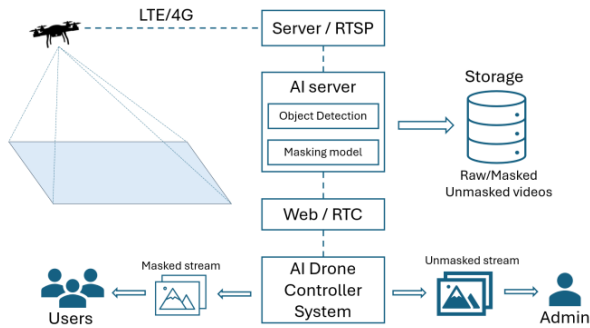 LTE/4G
Server / RTSP
AI server
Object Detection
Masking model
Storage
Raw/Masked
Unmasked videos
Web / RTC
Masked stream
AI Drone
Controller
System
Unmasked stream
Users
Admin